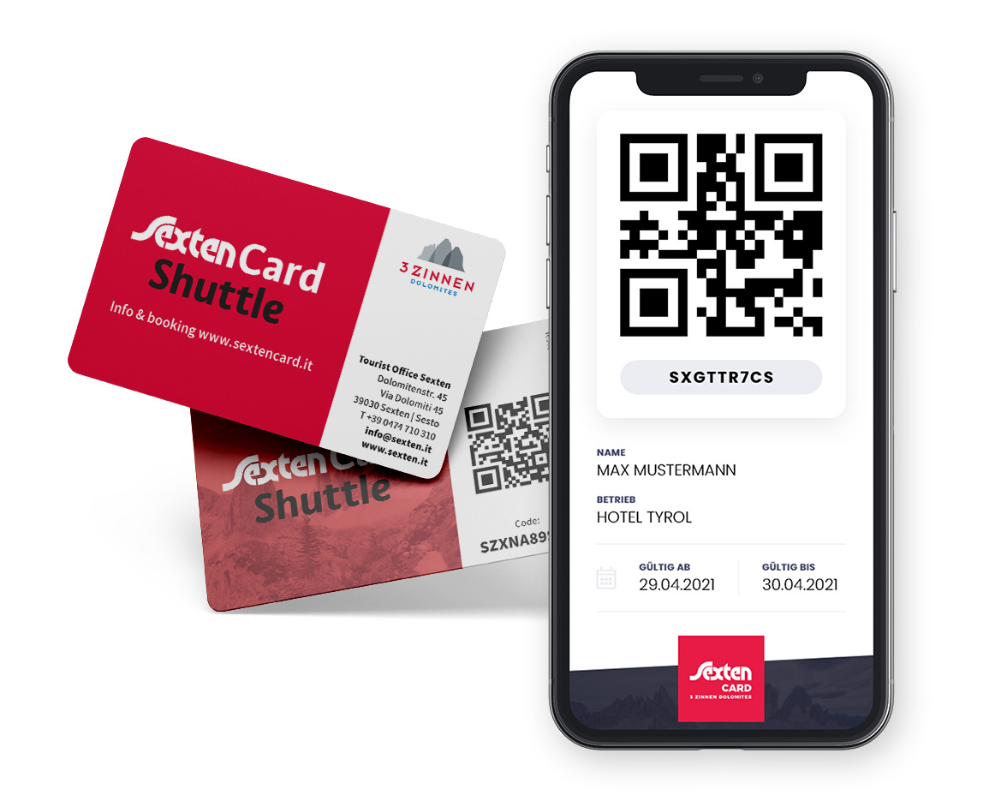 Sexten Card
Shuttle
Info & booking www.sextencard.it
3 ZINNEN
DOLOMITES
Tourist Office Sexten
Dolomitenstr. 45
Via Dolomiti 45
39030 Sexten | Sesto
T +39 0474 710 310
info@sexten.it
www.sexten.it
Sexten
Shuttle
Code:
SXGTTR7CS
NAME
MAX MUSTERMANN
BETRIEB
HOTEL TYROL
GÜLTIG AB
29.04.2021
GÜLTIG BIS
30.04.2021
Sexten
CARD
3 ZINNEN DOLOMITES